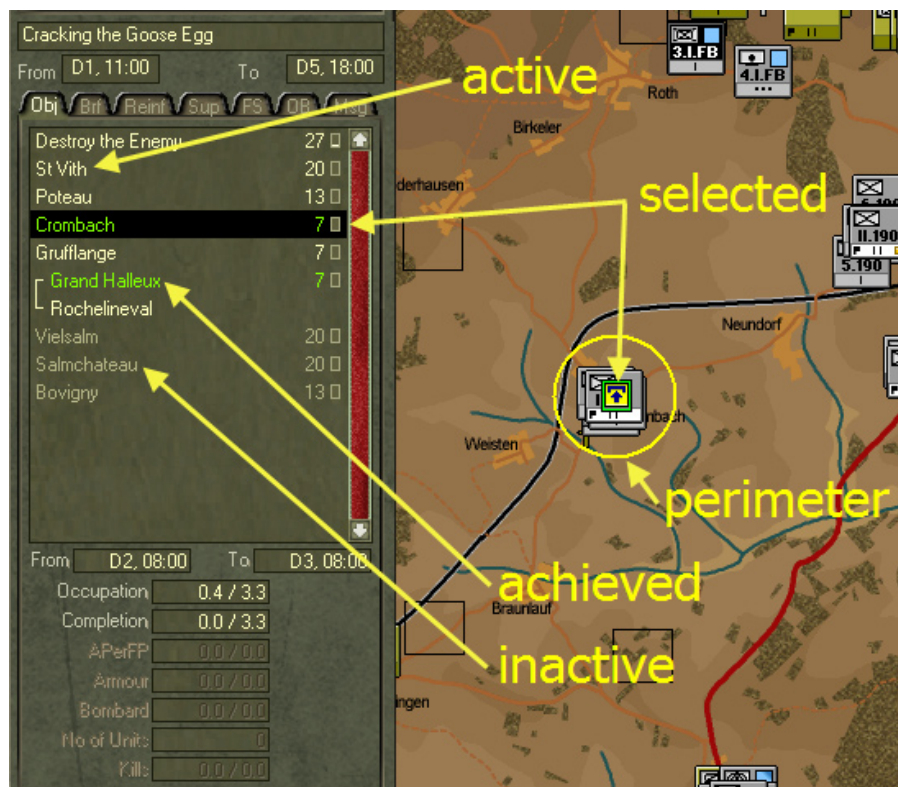 Cracking the Goose Egg
From D1, 11:00 To D5, 18:00
Obj Brf Reinf Sup FS OB Msg
Destroy the Enemy 27
St Vith 20
Poteau 13
Crombach 7
Grufflange 7
Grand Halleux 7
Rochelineval
Vielsalm 20
Salmchateau 20
Bovigny 13
From D2, 08:00 To D3, 08:00
Occupation 0.4 / 3.3
Completion 0.0 / 3.3
APerFP 0.0 / 0.0
Armour 0.0 / 0.0
Bombard 0.0 / 0.0
No of Units 0
Kills 0.0 / 0.0
active
selected
perimeter
achieved
inactive
3.I.FB
4.I.FB
Roth
Birkeler
derhausen
II.190
5.190
Neundorf
nbach
Weisten
Braunlauf
ngen